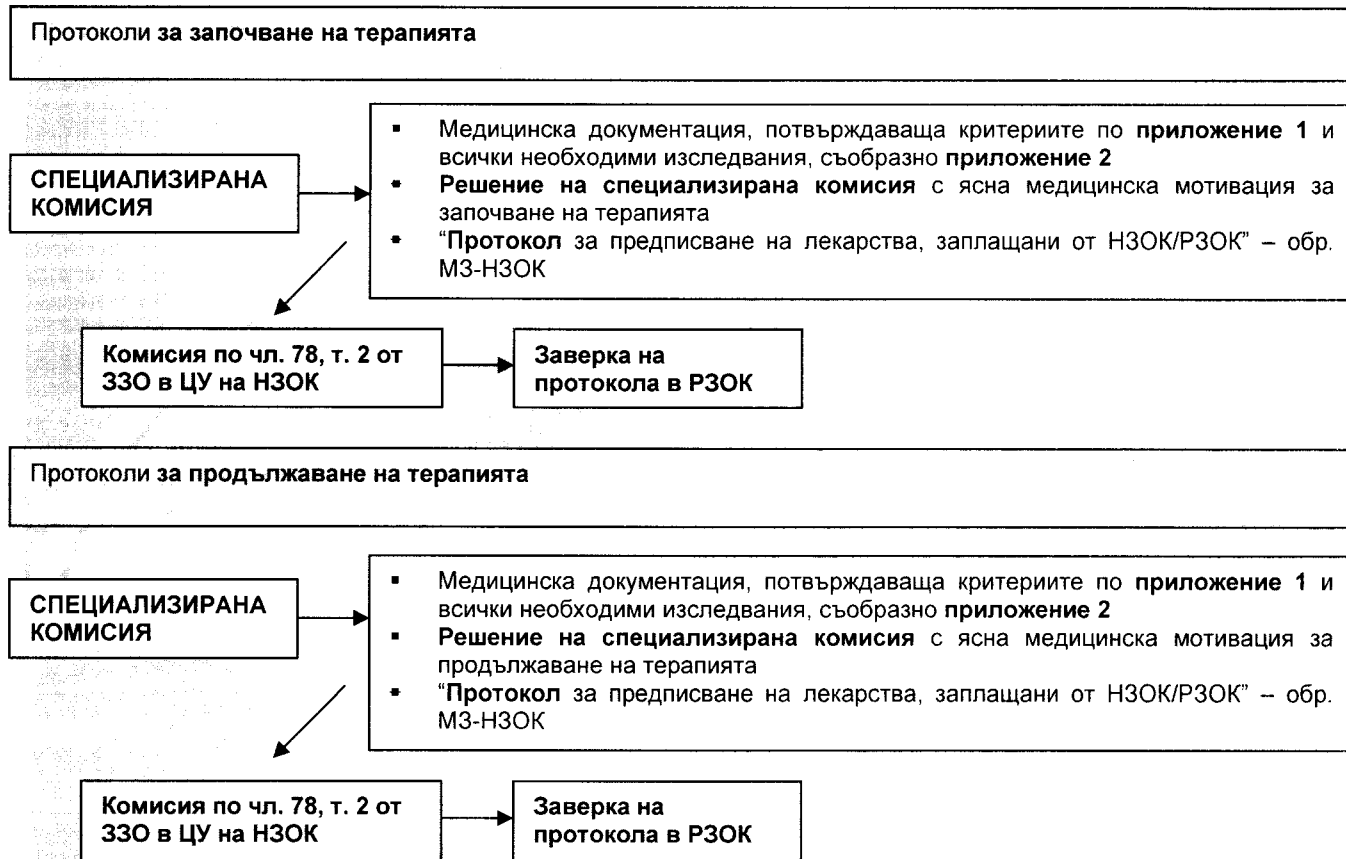 Протоколи за започване на терапията
СПЕЦИАЛИЗИРАНА
КОМИСИЯ
▪ Медицинска документация, потвърждаваща критериите по приложение 1 и
всички необходими изследвания, съобразно приложение 2
▪ Решение на специализирана комисия с ясна медицинска мотивация за
започване на терапията
▪ “Протокол за предписване на лекарства, заплащани от НЗОК/РЗОК” – обр.
МЗ-НЗОК
Комисия по чл. 78, т. 2 от
ЗЗО в ЦУ на НЗОК
Заверка на
протокола в РЗОК
Протоколи за продължаване на терапията
СПЕЦИАЛИЗИРАНА
КОМИСИЯ
▪ Медицинска документация, потвърждаваща критериите по приложение 1 и
всички необходими изследвания, съобразно приложение 2
▪ Решение на специализирана комисия с ясна медицинска мотивация за
продължаване на терапията
▪ “Протокол за предписване на лекарства, заплащани от НЗОК/РЗОК” – обр.
МЗ-НЗОК
Комисия по чл. 78, т. 2 от
ЗЗО в ЦУ на НЗОК
Заверка на
протокола в РЗОК